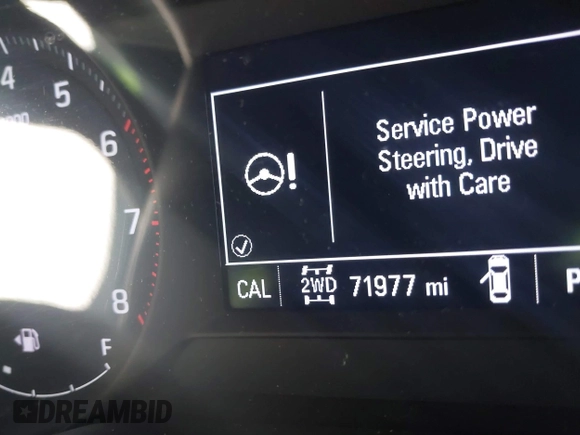 4
5
6
7
8
F
Service Power
Steering, Drive
with Care
CAL 2WD 71977 mi P
DREAMBID